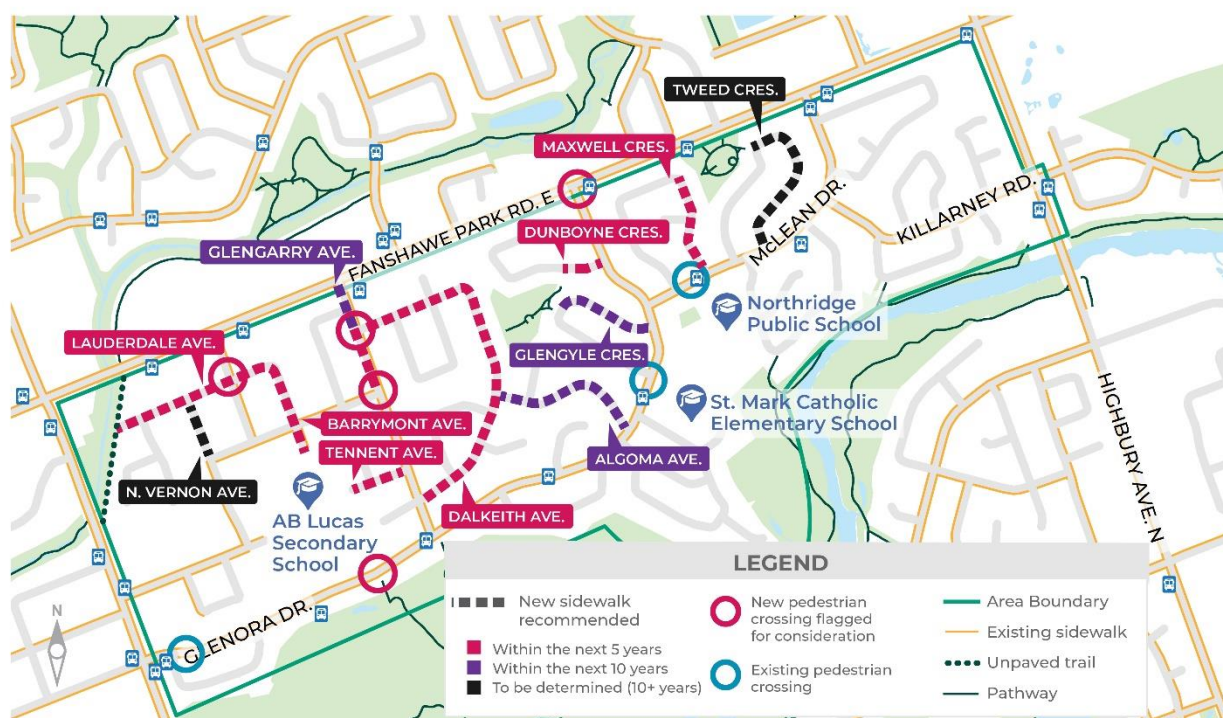 TWEED CRES.
MAXWELL CRES.
FANSHAWE PARK RD. E
McLEAN DR.
KILLARNEY RD.
DUNBOYNE CRES.
GLENGARRY AVE.
Northridge
Public School
LAUDERDALE AVE.
GLENGYLE CRES.
St. Mark Catholic
Elementary School
HIGHBURY AVE. N
BARRYMONT AVE.
TENNENT AVE.
ALGOMA AVE.
N. VERNON AVE.
DALKEITH AVE.
AB Lucas
Secondary
School
GLENORA DR.
N
LEGEND
New sidewalk
recommended
Within the next 5 years
Within the next 10 years
To be determined (10+ years)
New pedestrian
crossing flagged
for consideration
Existing pedestrian
crossing
Area Boundary
Existing sidewalk
Unpaved trail
Pathway